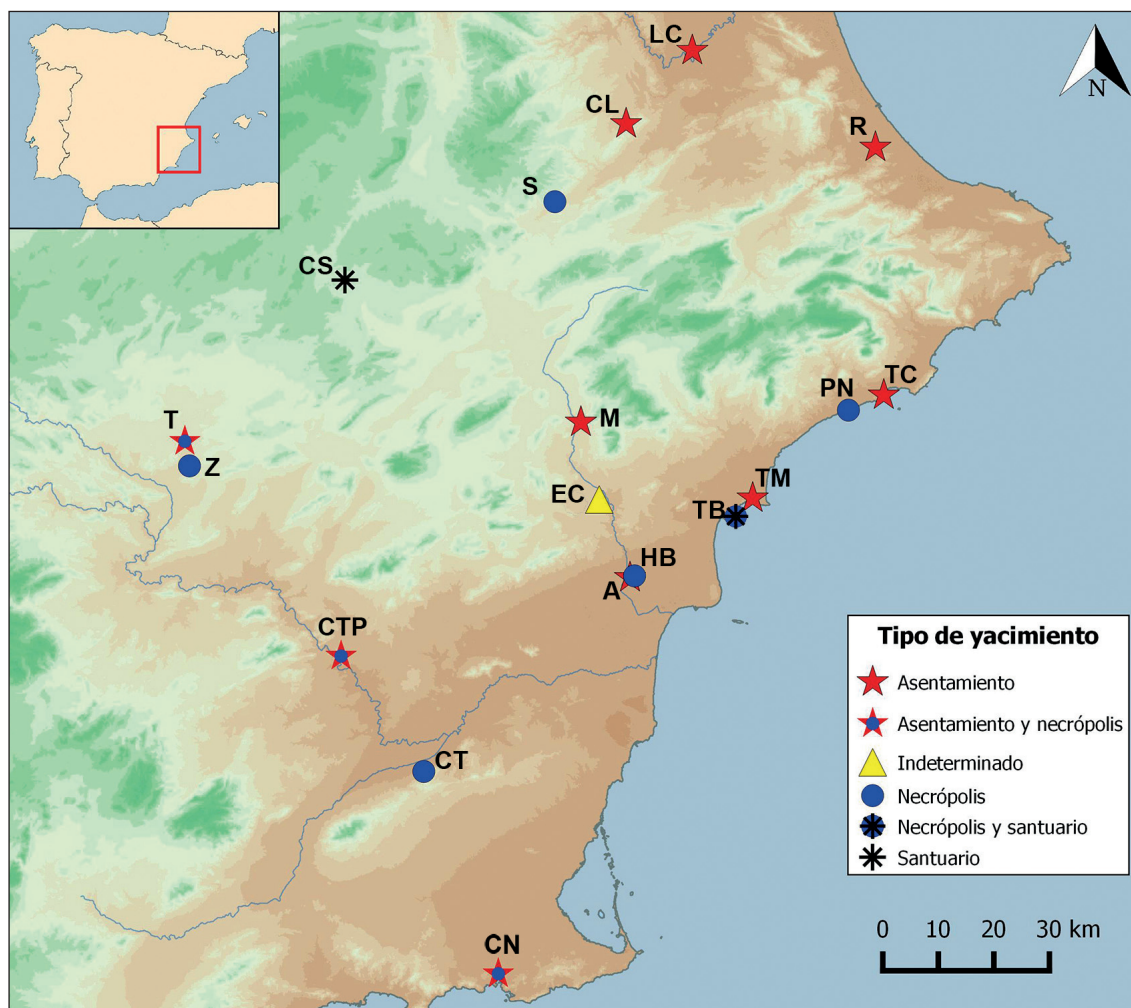 LC
N
CL
R
S
CS
TC
PN
T
M
Z
TM
EC
TB
HB
A
CTP
CT
CN
Tipo de yacimiento
Asentamiento
Asentamiento y necrópolis
Indeterminado
Necrópolis
Necrópolis y santuario
Santuario
0 10 20 30 km